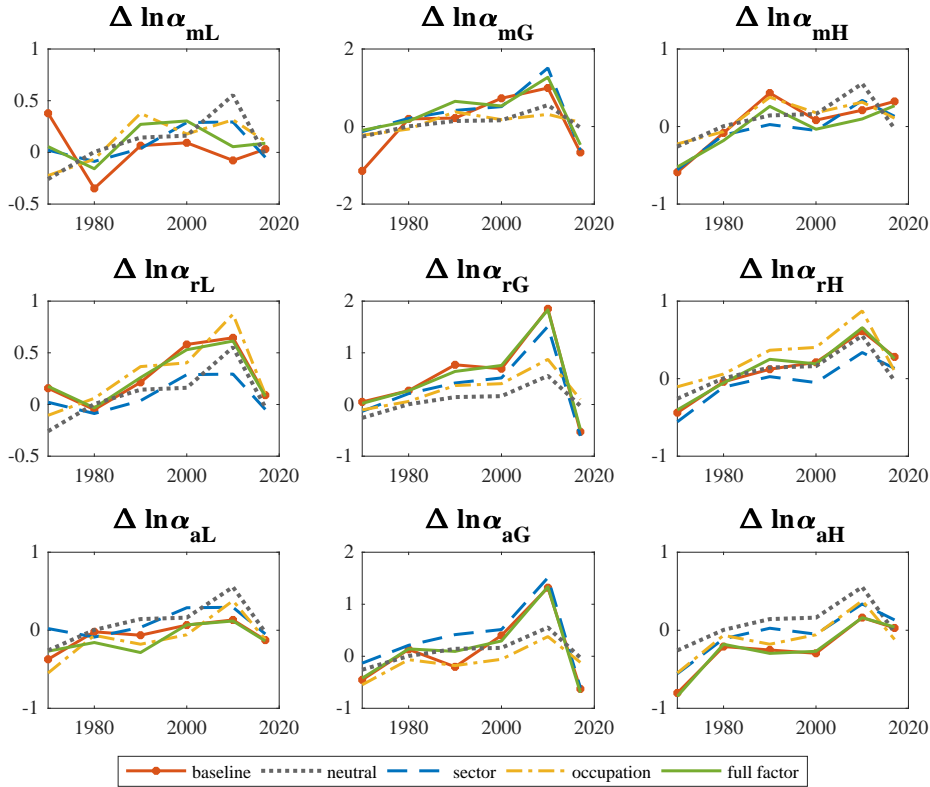 Δ lnα_mL Δ lnα_mG Δ lnα_mH
1 2 1
0.5
0 0 0
-0.5 -2 -1
1980 2000 2020 1980 2000 2020 1980 2000 2020
Δ lnα_rL Δ lnα_rG Δ lnα_rH
1 2 1
0.5 1
0 0 0
-0.5 -1 -1
1980 2000 2020 1980 2000 2020 1980 2000 2020
Δ lnα_aL Δ lnα_aG Δ lnα_aH
1 2 1
1
0 0 0
-1 -1 -1
1980 2000 2020 1980 2000 2020 1980 2000 2020
baseline neutral sector occupation full factor